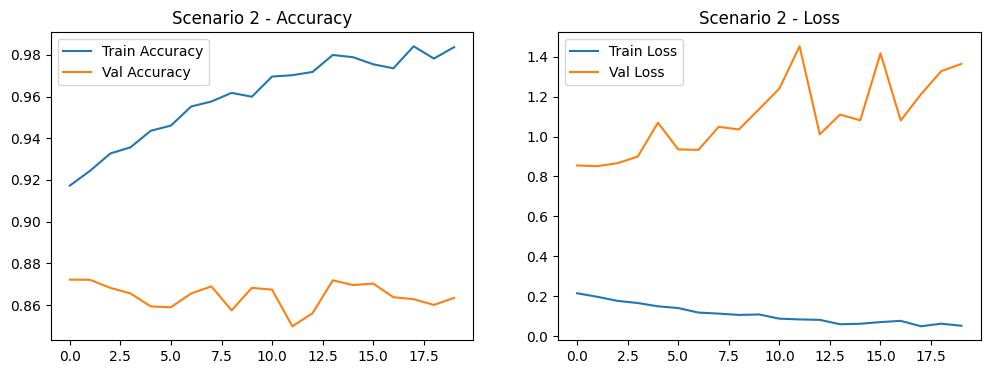 Scenario 2 - Accuracy
Train Accuracy
Val Accuracy
0.98
0.96
0.94
0.92
0.90
0.88
0.86
0.0 2.5 5.0 7.5 10.0 12.5 15.0 17.5
Scenario 2 - Loss
Train Loss
Val Loss
1.4
1.2
1.0
0.8
0.6
0.4
0.2
0.0
0.0 2.5 5.0 7.5 10.0 12.5 15.0 17.5